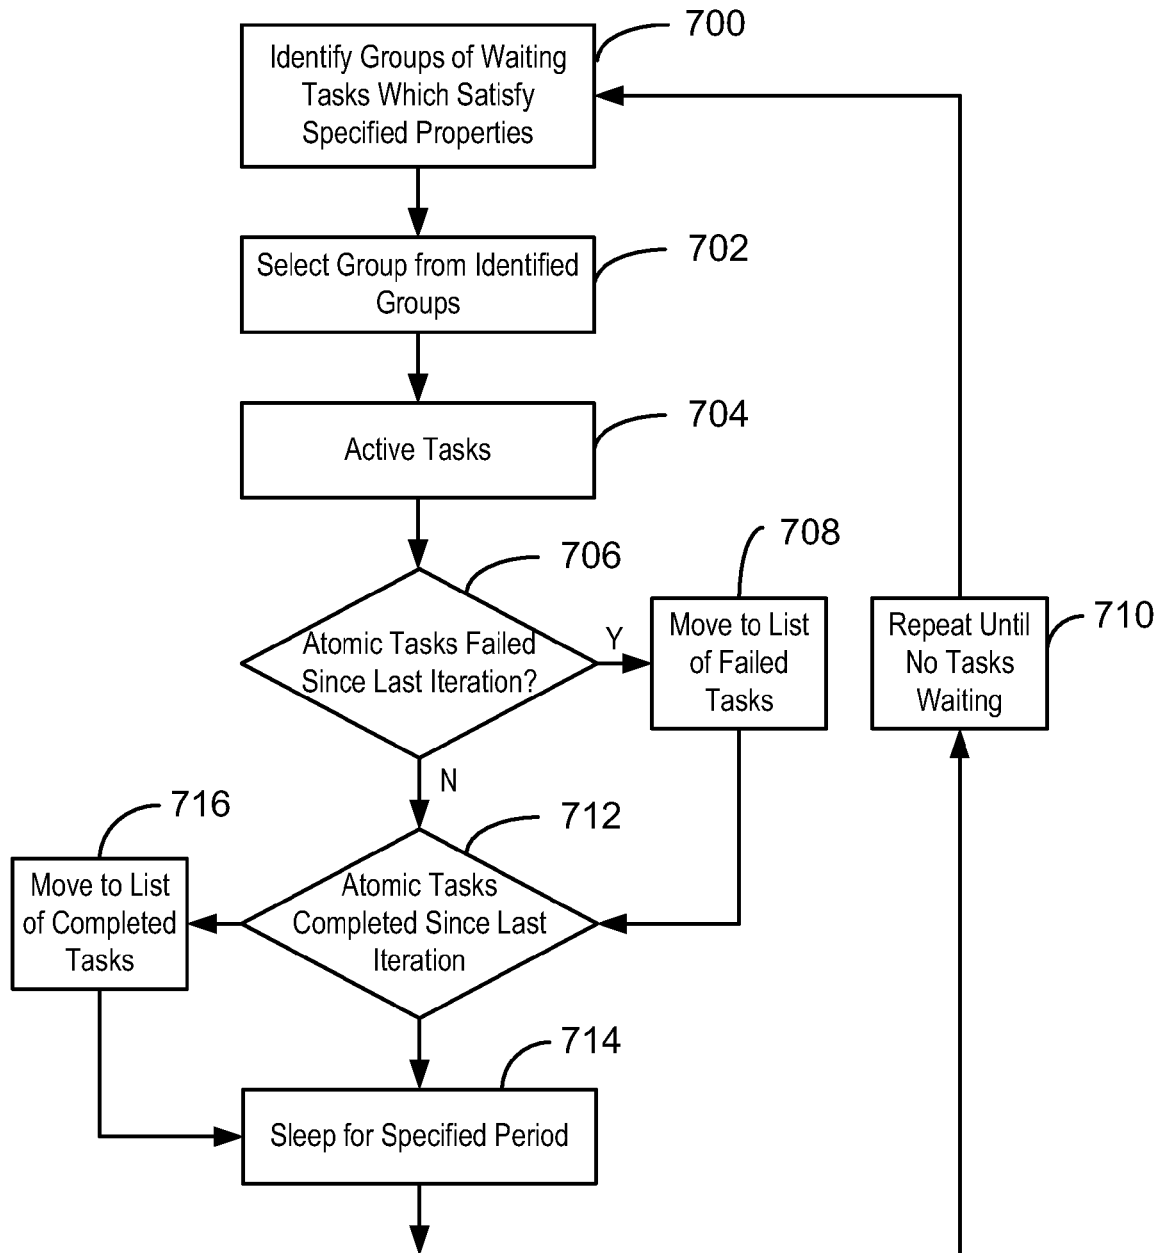 700
Identify Groups of Waiting
Tasks Which Satisfy
Specified Properties
702
Select Group from Identified
Groups
704
Active Tasks
706
Atomic Tasks Failed
Since Last Iteration?
Y
708
Move to List
of Failed
Tasks
710
Repeat Until
No Tasks
Waiting
N
712
Atomic Tasks
Completed Since Last
Iteration
716
Move to List
of Completed
Tasks
714
Sleep for Specified Period